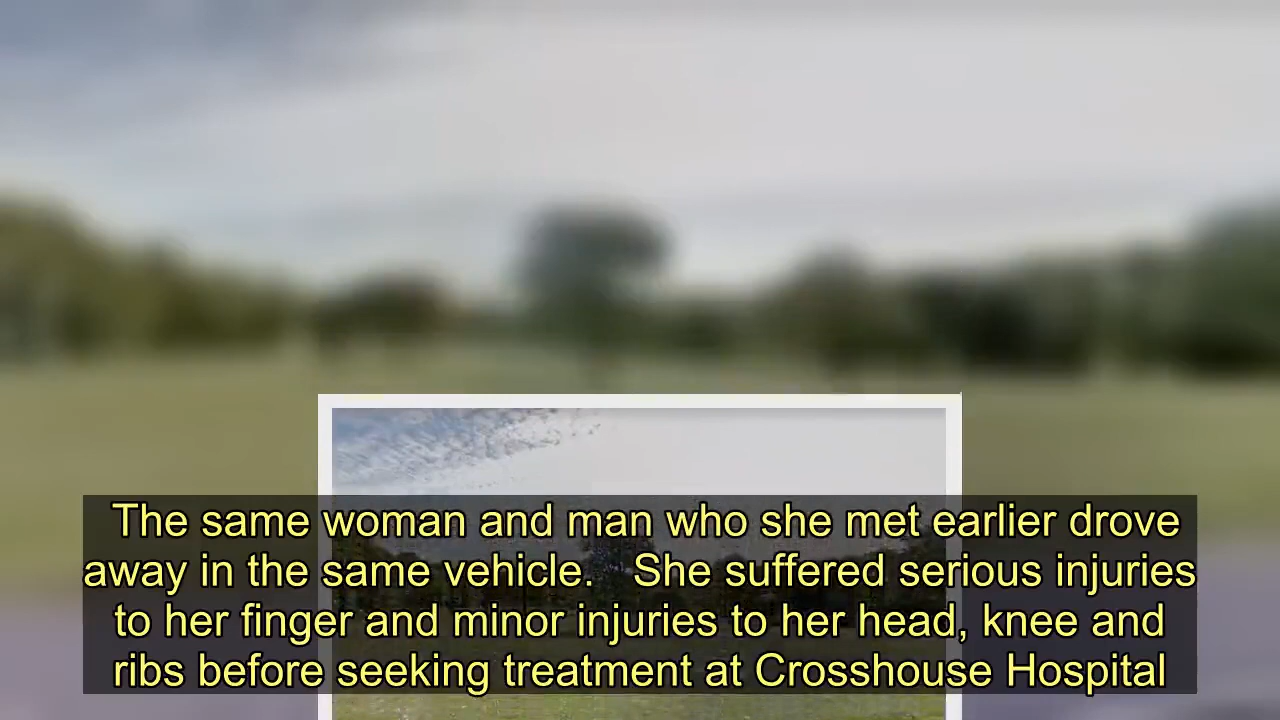 The same woman and man who she met earlier drove
away in the same vehicle.   She suffered serious injuries
to her finger and minor injuries to her head, knee and
ribs before seeking treatment at Crosshouse Hospital